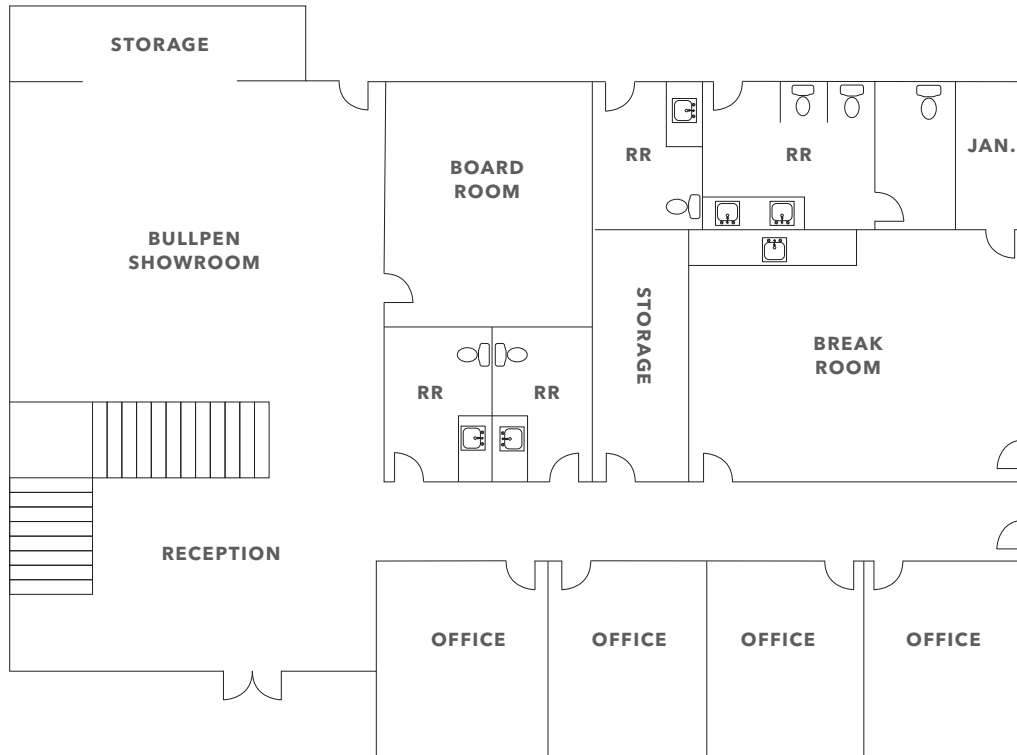 STORAGE
BOARD
ROOM
RR
RR
JAN.
BULLPEN
SHOWROOM
STORAGE
BREAK
ROOM
RR
RR
RECEPTION
OFFICE
OFFICE
OFFICE
OFFICE